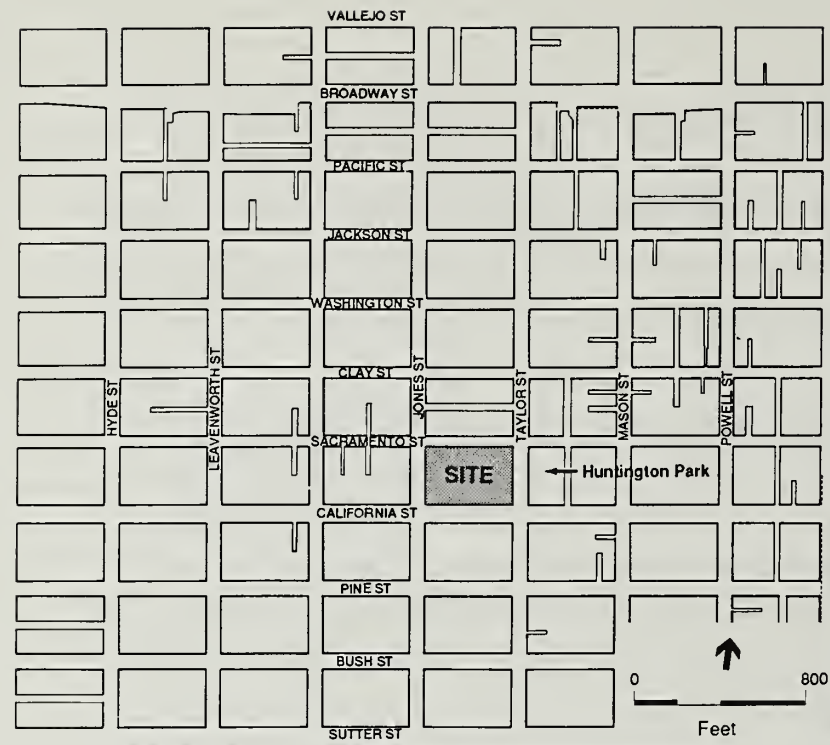 VALLEJO ST
BROADWAY ST
PACIFIC ST
JACKSON ST
WASHINGTON ST
CLAY ST
HYDE ST
LEAVENWORTH ST
JONES ST
TAYLOR ST
MASON ST
POWELL ST
SACRAMENTO ST
SITE
Huntington Park
CALIFORNIA ST
PINE ST
BUSH ST
0 800
Feet
SUTTER ST